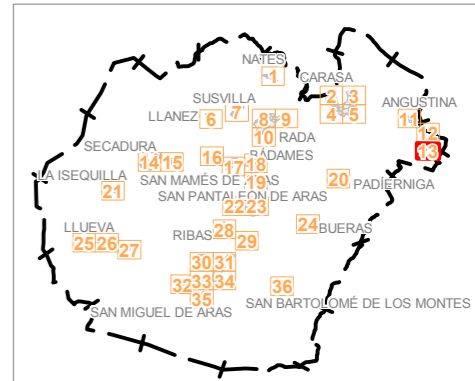 NATES
1
CARASA
2 3
SUSVILLA
ANGUSTINA
LLANEZ
6 7 8 9 4 5 11
10 RADA
12
13
SECADURA
14 15 16 BÁDAMES
17 18
LA ISEQUILLA
SAN MAMÉS DE ARAS
19 20 PADIÉRNIGA
21
SAN PANTALEÓN DE ARAS
22 23
LLUEVA
RIBAS 28 24 BUERAS
25 26 27 29
30 31
32 33 34 36
35
SAN MIGUEL DE ARAS
SAN BARTOLOMÉ DE LOS MONTES